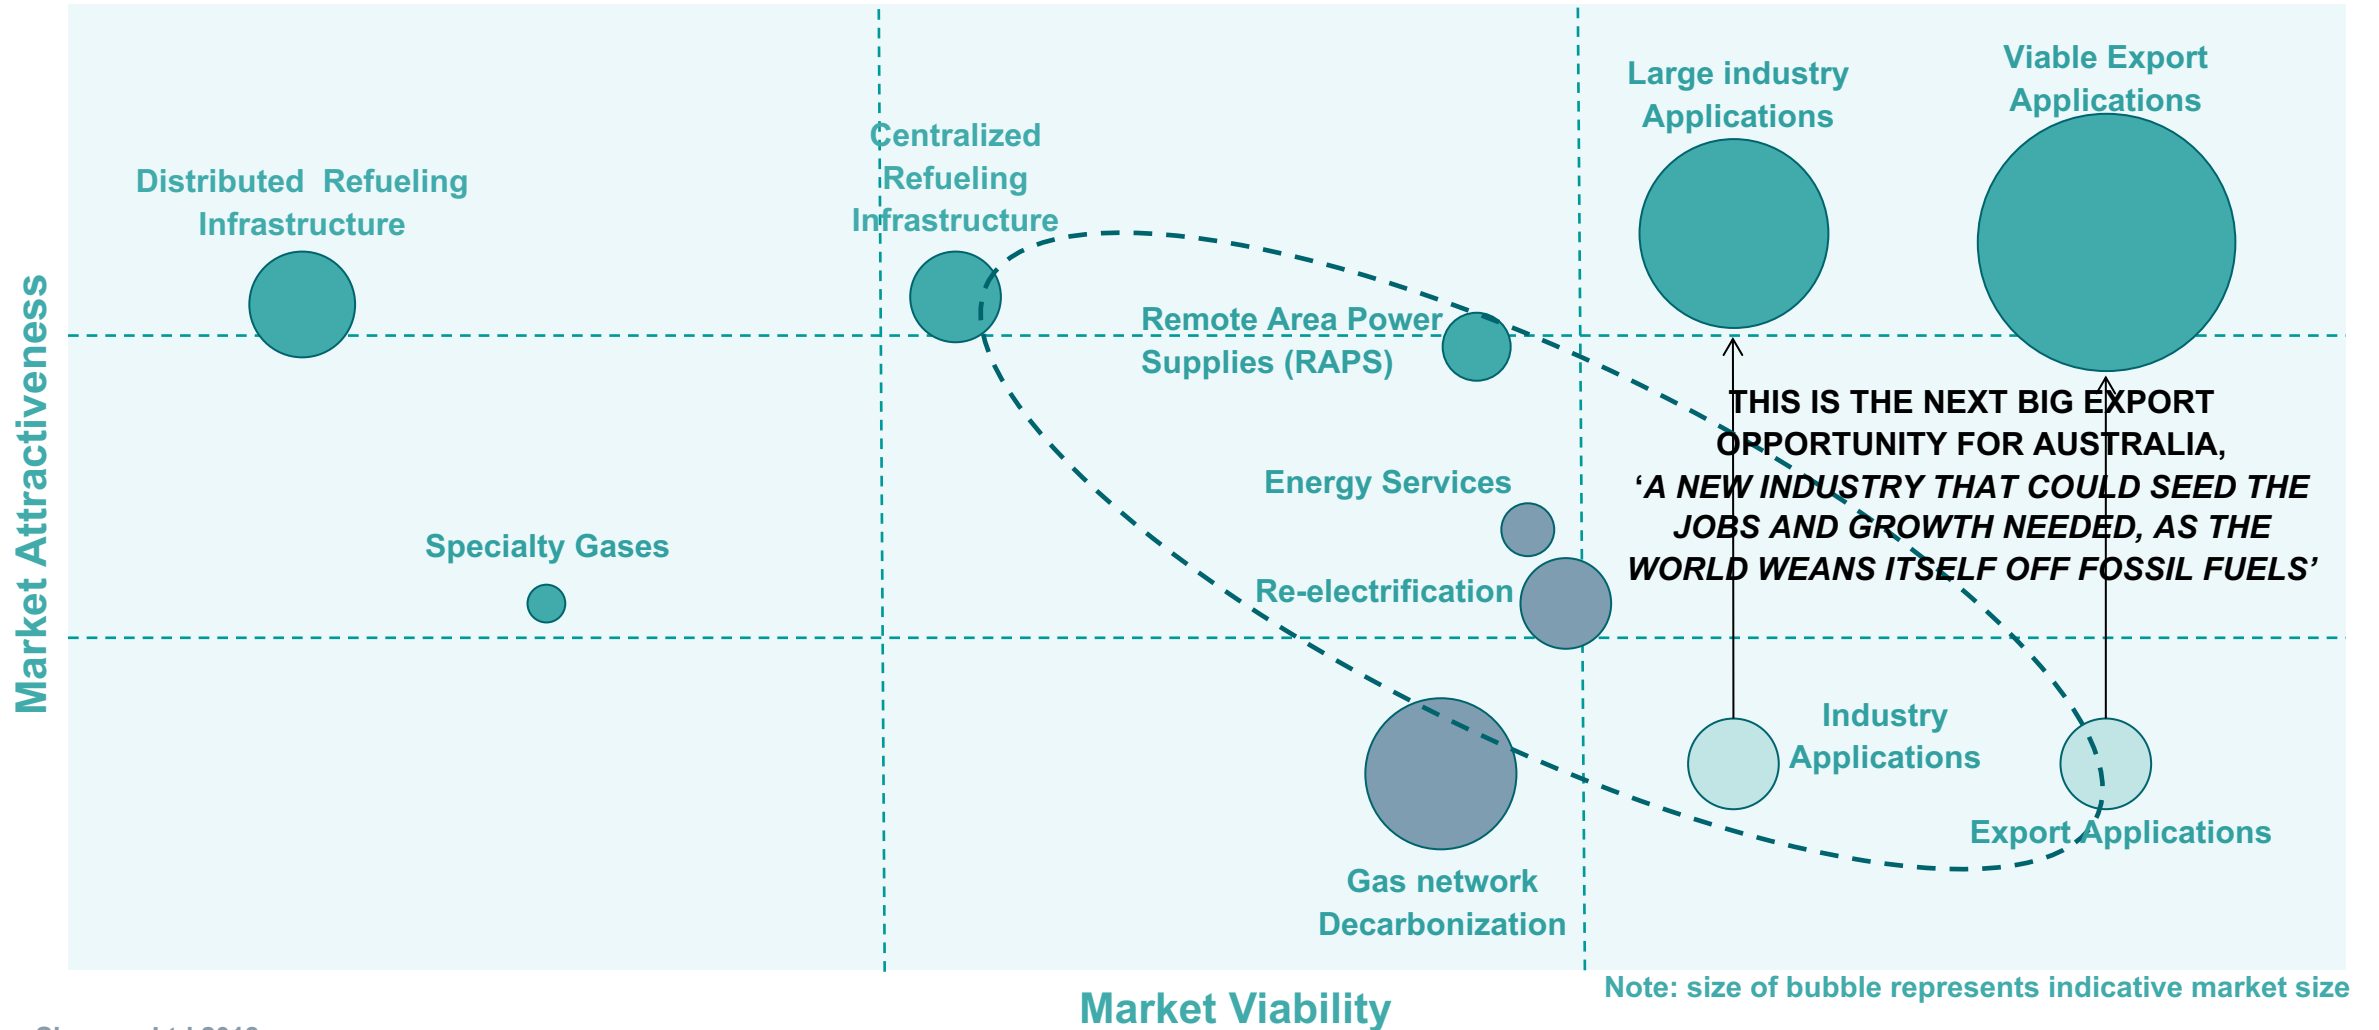 Viable Export
Applications
Large industry
Applications
Centralized
Refueling
Infrastructure
Distributed Refueling
Infrastructure
Remote Area Power
Supplies (RAPS)
THIS IS THE NEXT BIG EXPORT
OPPORTUNITY FOR AUSTRALIA,
‘A NEW INDUSTRY THAT COULD SEED THE
JOBS AND GROWTH NEEDED, AS THE
WORLD WEANS ITSELF OFF FOSSIL FUELS’
Energy Services
Specialty Gases
Re-electrification
Market Attractiveness
Industry
Applications
Export Applications
Gas network
Decarbonization
Note: size of bubble represents indicative market size
Market Viability